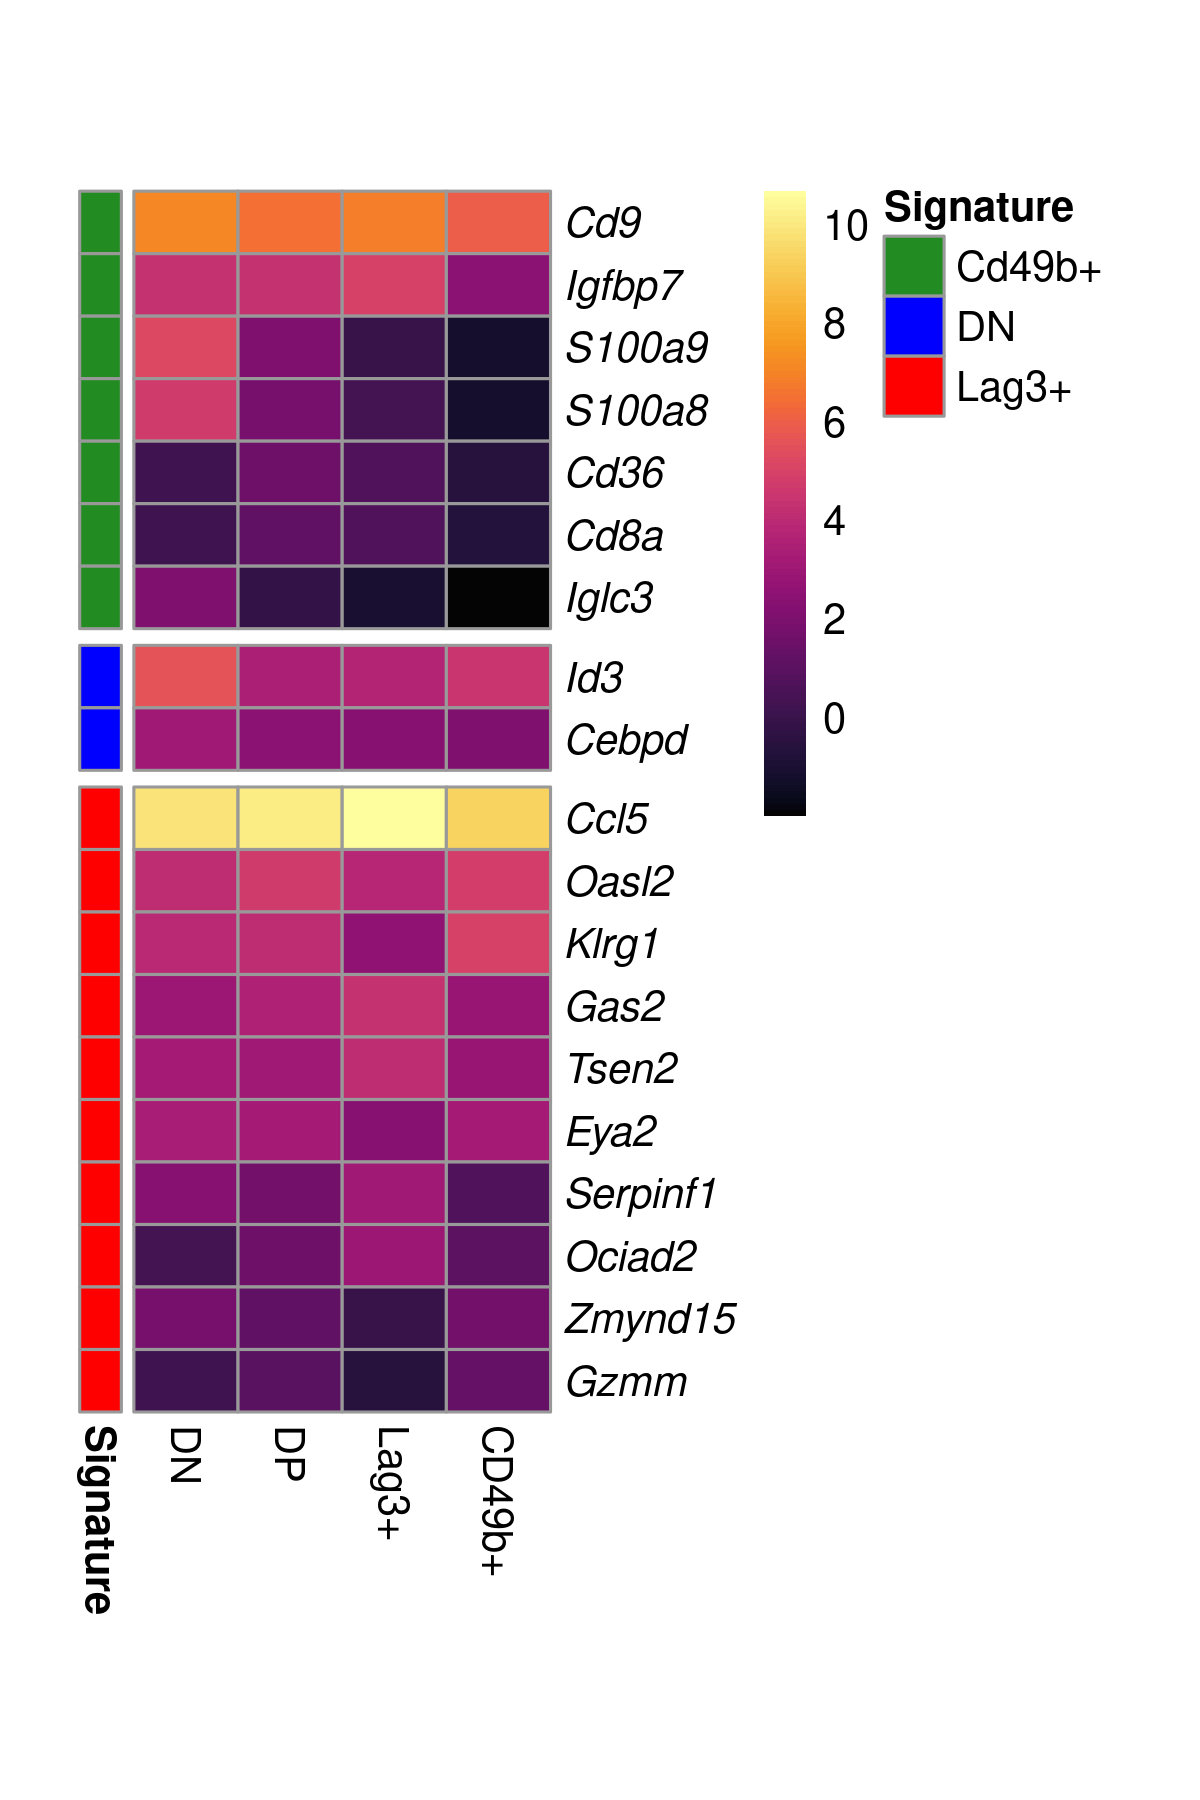 Cd9
Igfbp7
S100a9
S100a8
Cd36
Cd8a
Iglc3
Id3
Cebpd
Ccl5
Oasl2
Klrg1
Gas2
Tsen2
Eya2
Serpinf1
Ociad2
Zmynd15
Gzmm
Signature
DN
DP
Lag3+
CD49b+
10
8
6
4
2
0
Signature
Cd49b+
DN
Lag3+